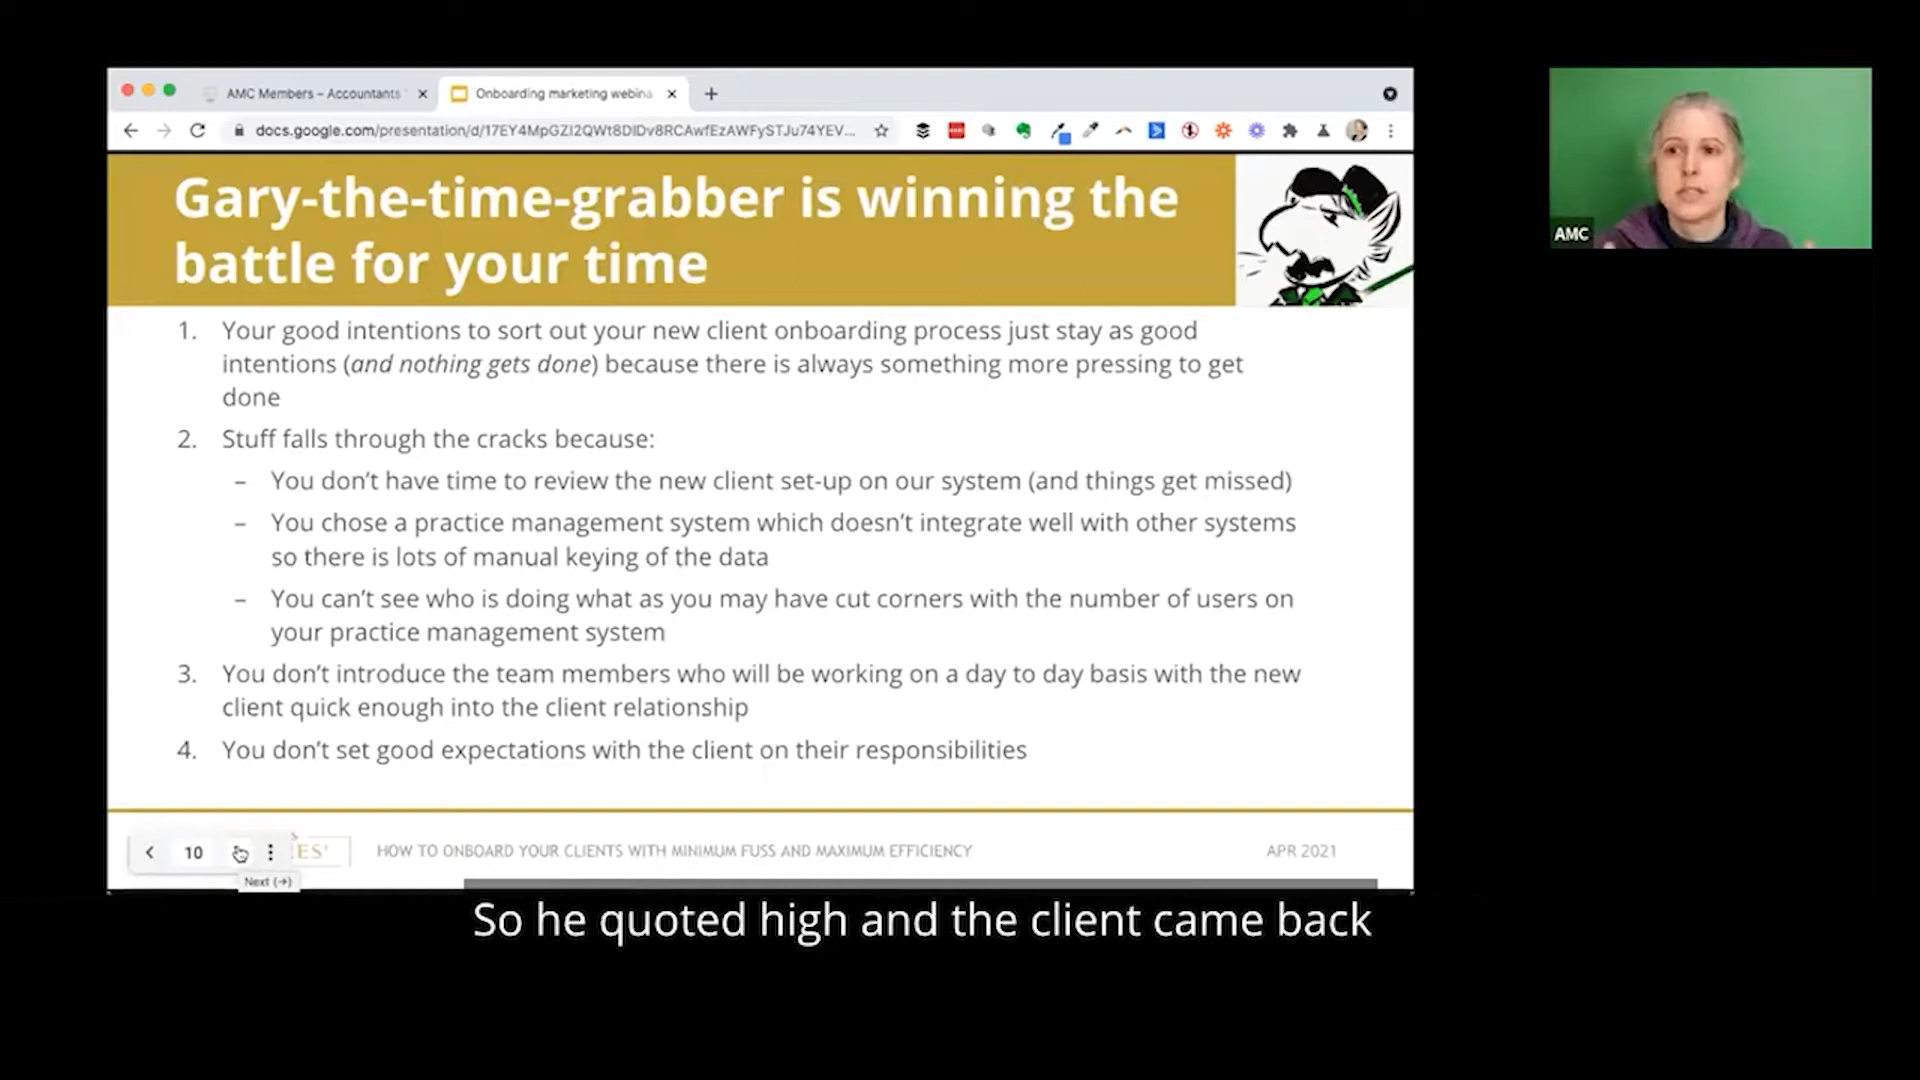 AMC Members – Accountants
Onboarding marketing webina
docs.google.com/presentation/d/17EY4MpGZI2QWt8DIDv8RCAwfEzAWFySTJu74YEV...
Gary-the-time-grabber is winning the
battle for your time
AMC
1. Your good intentions to sort out your new client onboarding process just stay as good
intentions (and nothing gets done) because there is always something more pressing to get
done
2. Stuff falls through the cracks because:
– You don’t have time to review the new client set-up on our system (and things get missed)
– You chose a practice management system which doesn’t integrate well with other systems
so there is lots of manual keying of the data
– You can’t see who is doing what as you may have cut corners with the number of users on
your practice management system
3. You don’t introduce the team members who will be working on a day to day basis with the new
client quick enough into the client relationship
4. You don’t set good expectations with the client on their responsibilities
10
HOW TO ONBOARD YOUR CLIENTS WITH MINIMUM FUSS AND MAXIMUM EFFICIENCY
APR 2021
Next (→)
So he quoted high and the client came back